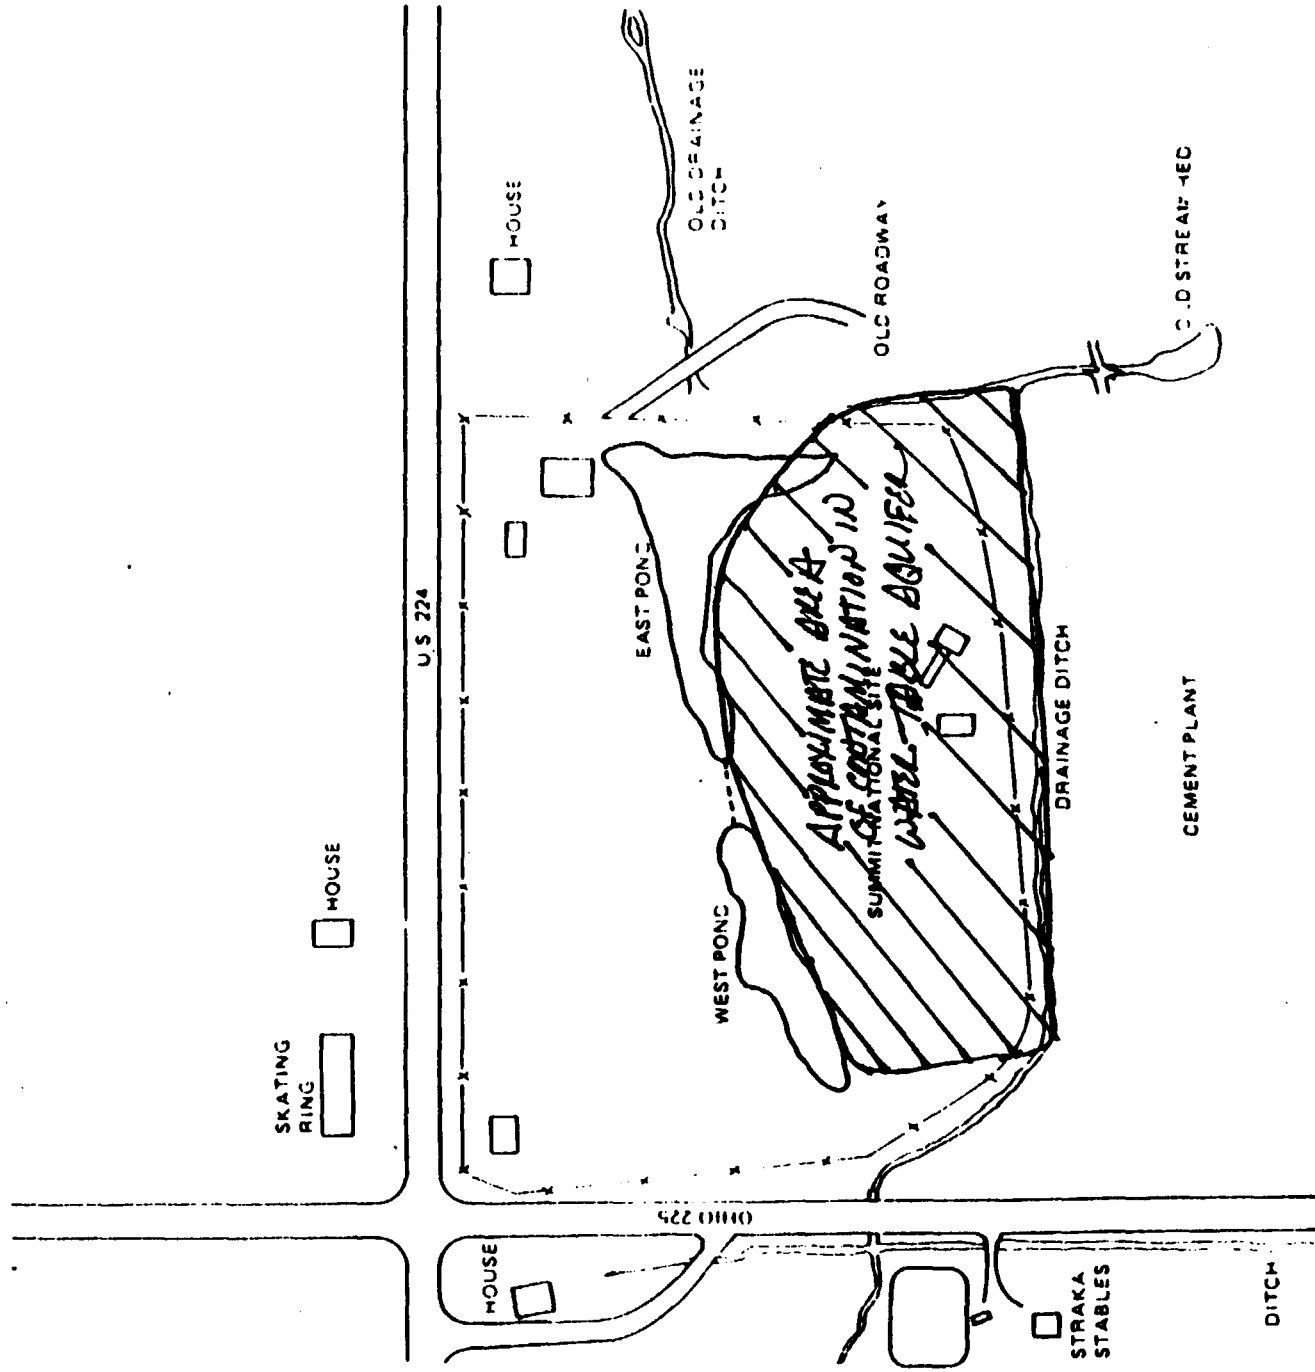 SKATING
RING
HOUSE
U.S. 224
HOUSE
HOUSE
EAST POND
WEST POND
OLD DRAINAGE
DITCH
OLD ROADWAY
APPROXIMATE AREA
OF CONTAMINATION IN
WATER-TABLE AQUIFER
SUMMIT NATIONAL SITE
OHIO 225
DRAINAGE DITCH
CEMENT PLANT
OLD STREAM BED
STRAKA
STABLES
DITCH